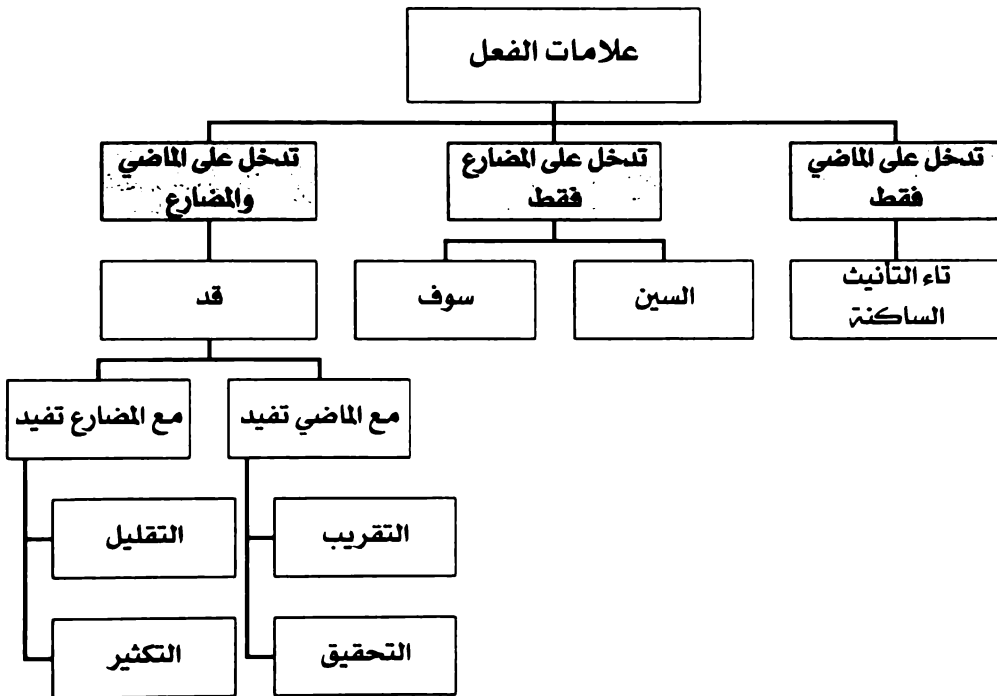 علامات الفعل
تدخل على الماضي
فقط
تدخل على المضارع
فقط
تدخل على الماضي
والمضارع
تاء التأنيث
الساكنة
السين
سوف
قد
مع الماضي تفيد
مع المضارع تفيد
التقريب
التقليل
التحقيق
التكثير